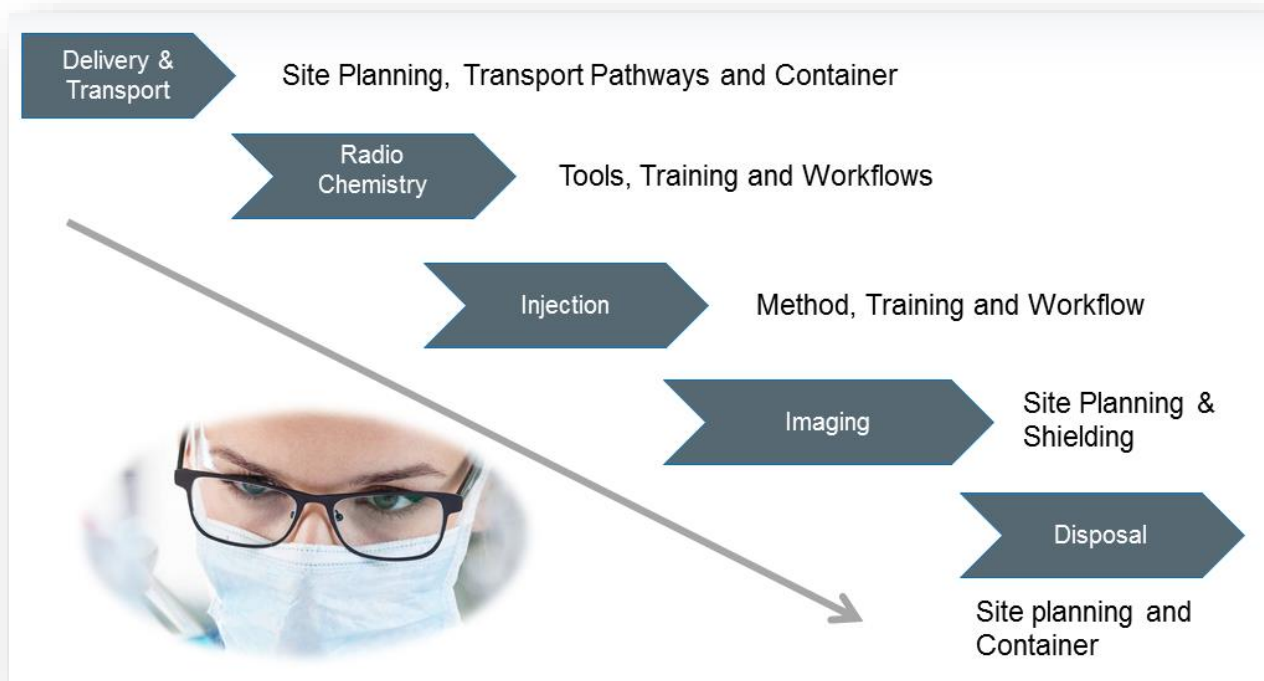 Delivery &
Transport
Site Planning, Transport Pathways and Container
Radio
Chemistry
Tools, Training and Workflows
Injection
Method, Training and Workflow
Imaging
Site Planning &
Shielding
Disposal
Site planning and
Container